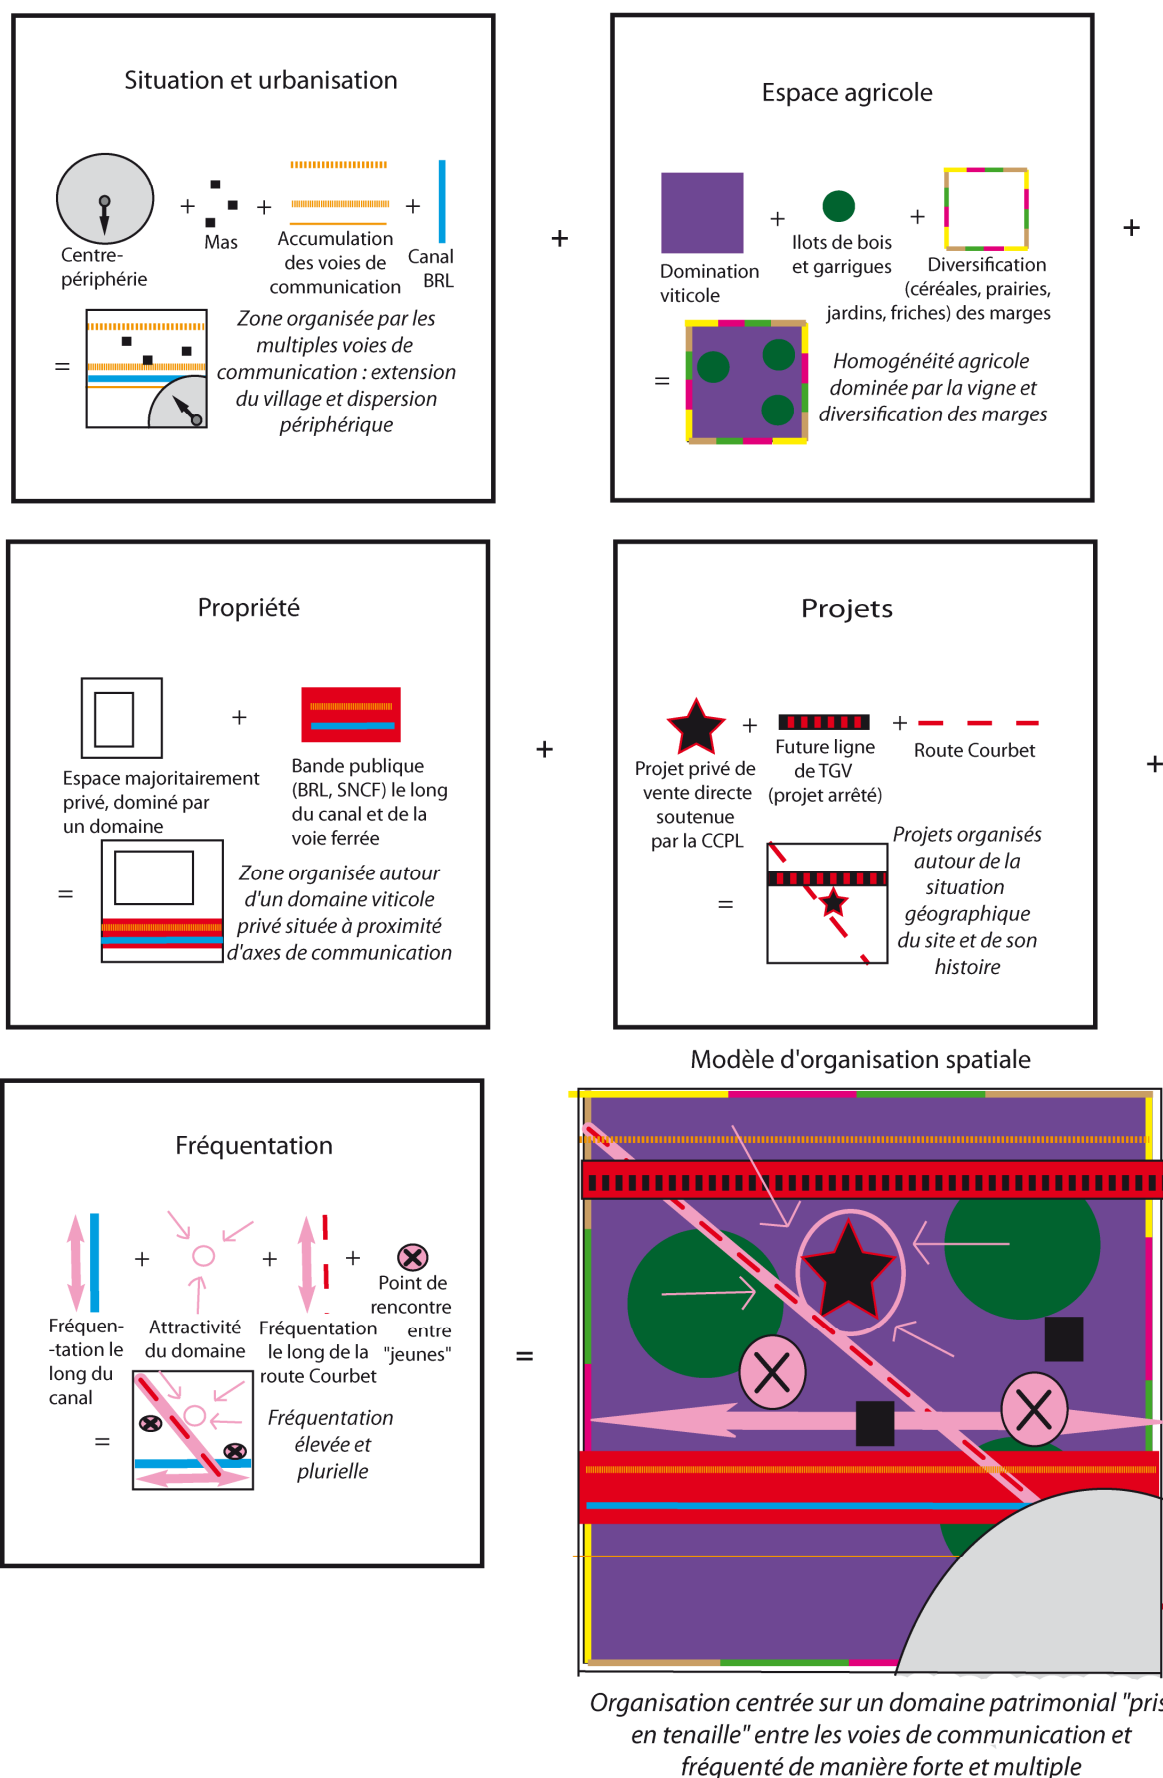 Situation et urbanisation
+
+
+
Centre-
périphérie
Mas
Accumulation
des voies de
communication
Canal
BRL
=
Zone organisée par les
multiples voies de
communication : extension
du village et dispersion
périphérique
+
Espace agricole
+
+
Domination
viticole
Ilots de bois
et garrigues
Diversification
(céréales, prairies,
jardins, friches) des marges
=
Homogénéité agricole
dominée par la vigne et
diversification des marges
+
Propriété
+
Espace majoritairement
privé, dominé par
un domaine
Bande publique
(BRL, SNCF) le long
du canal et de la
voie ferrée
=
Zone organisée autour
d'un domaine viticole
privé située à proximité
d'axes de communication
+
Projets
+
+
Projet privé de
vente directe
soutenue
par la CCPL
Future ligne
de TGV
(projet arrêté)
Route Courbet
=
Projets organisés
autour de la
situation
géographique
du site et de son
histoire
+
Fréquentation
+
+
+
Fréquen-
-tation le
long du
canal
Attractivité
du domaine
Fréquentation
le long de la
route Courbet
Point de
rencontre
entre
"jeunes"
=
Fréquentation
élevée et
plurielle
=
Modèle d'organisation spatiale
Organisation centrée sur un domaine patrimonial "pris
en tenaille" entre les voies de communication et
fréquenté de manière forte et multiple